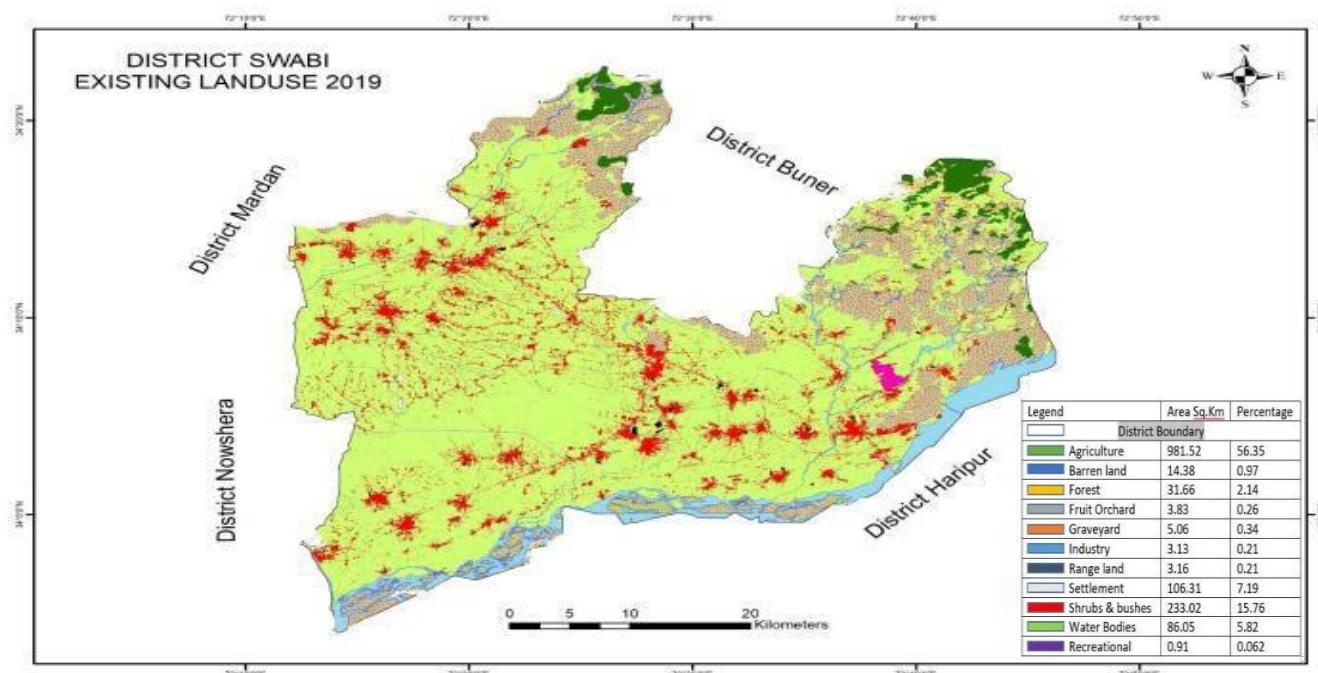 DISTRICT SWABI
EXISTING LANDUSE 2019
N
W E
S
District Buner
District Mardan
District Nowshera
District Haripur
0 5 10 20
Kilometers
Legend Area Sq.Km Percentage
District Boundary
Agriculture 981.52 56.35
Barren land 14.38 0.97
Forest 31.66 2.14
Fruit Orchard 3.83 0.26
Graveyard 5.06 0.34
Industry 3.13 0.21
Range land 3.16 0.21
Settlement 106.31 7.19
Shrubs & bushes 233.02 15.76
Water Bodies 86.05 5.82
Recreational 0.91 0.062